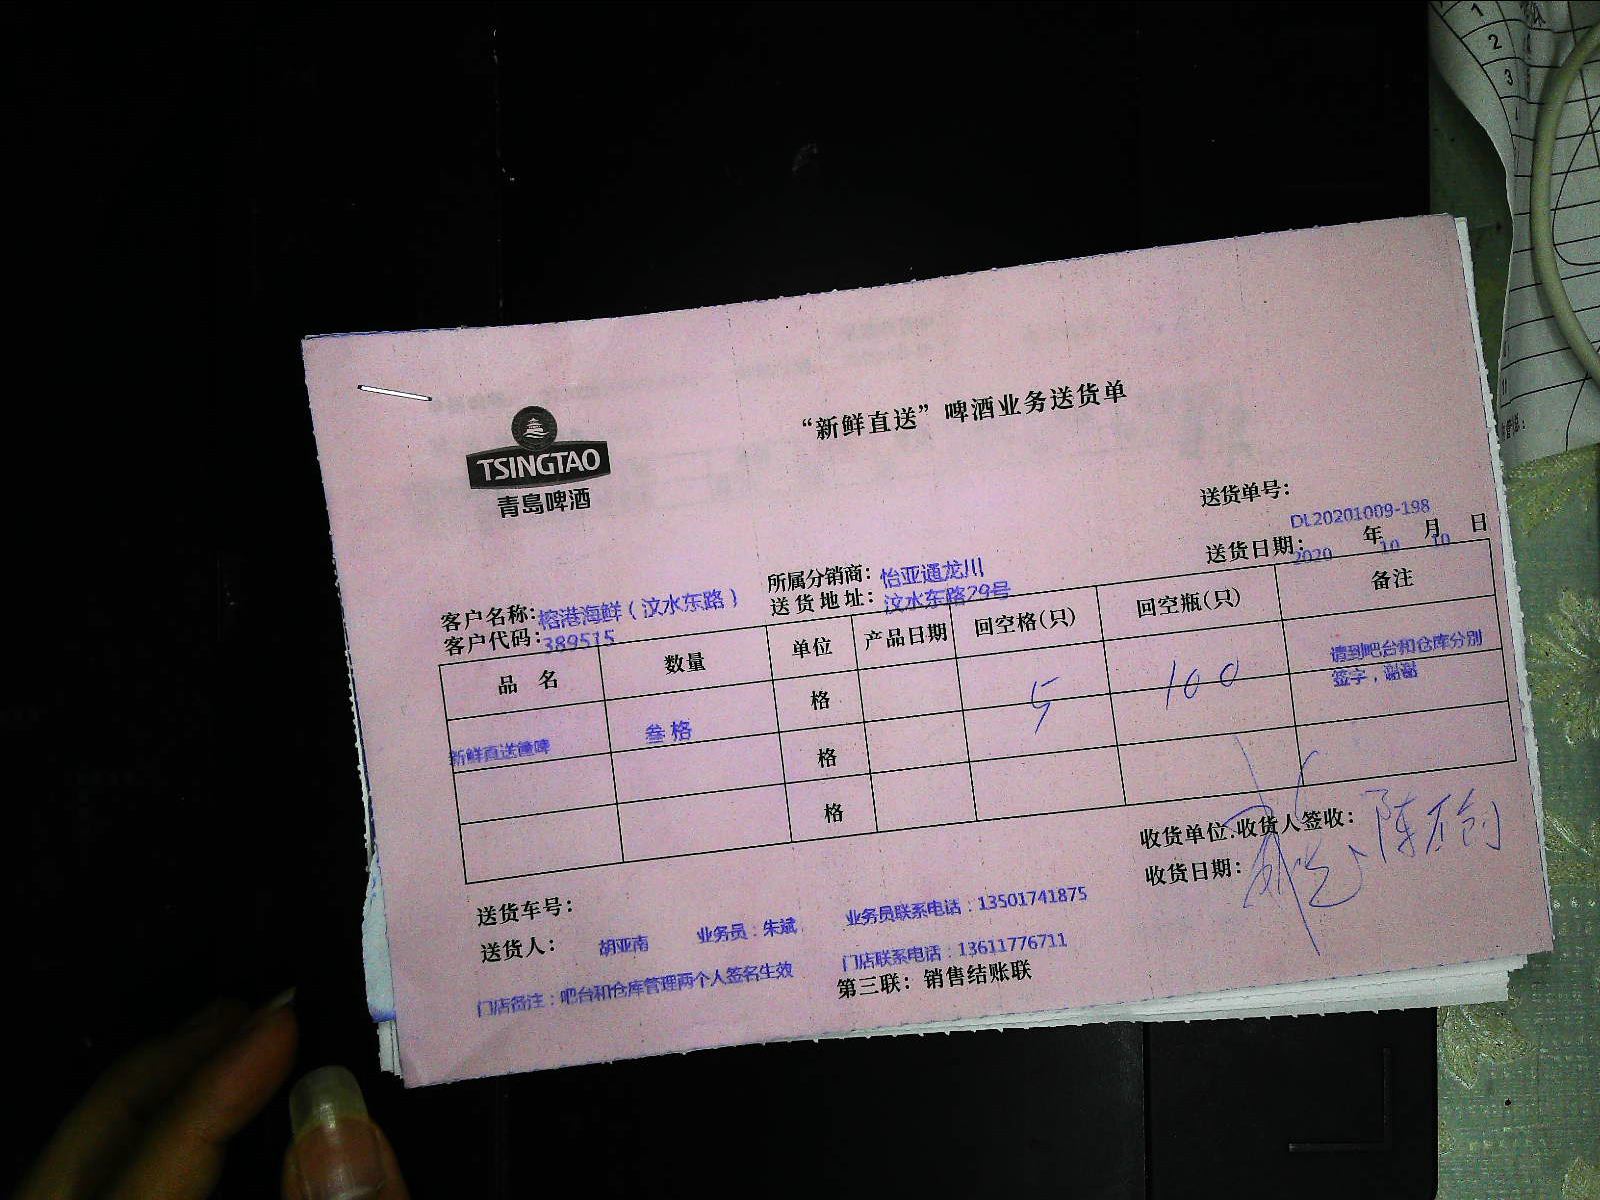 TSINGTAO
青岛啤酒
“新鲜直送”啤酒业务送货单
送货单号:
DL20201009-198
送货日期: 2020 年 10 月 10 日
客户名称: 榕港海鲜（汶水东路） 所属分销商: 怡亚通龙川
客户代码: 389515 送货地址: 汶水东路29号
品 名 数量 单位 产品日期 回空格(只) 回空瓶(只) 备注
新鲜直送 叁格 格 5 100 请到吧台和仓库分别
签字，谢谢
格
格
收货单位:收货人签收:
收货日期:
送货车号:
送货人: 胡亚南 业务员：朱斌 业务员联系电话：13501741875
门店备注：吧台和仓库管理两个人签名生效 门店联系电话：13611776711
第三联：销售结账联
1
2
3